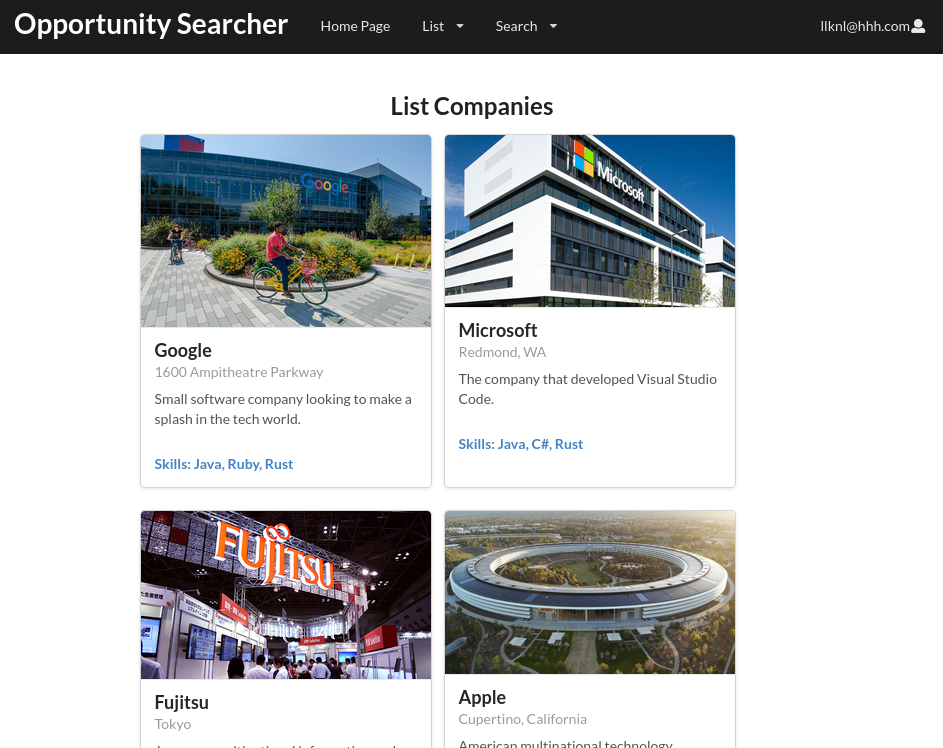 Opportunity Searcher Home Page List Search llknl@hhh.com
List Companies
Google
Microsoft
Google
1600 Ampitheatre Parkway
Small software company looking to make a
splash in the tech world.
Skills: Java, Ruby, Rust
Microsoft
Redmond, WA
The company that developed Visual Studio
Code.
Skills: Java, C#, Rust
FUJITSU
Fujitsu
Tokyo
Apple
Cupertino, California
American multinational technology